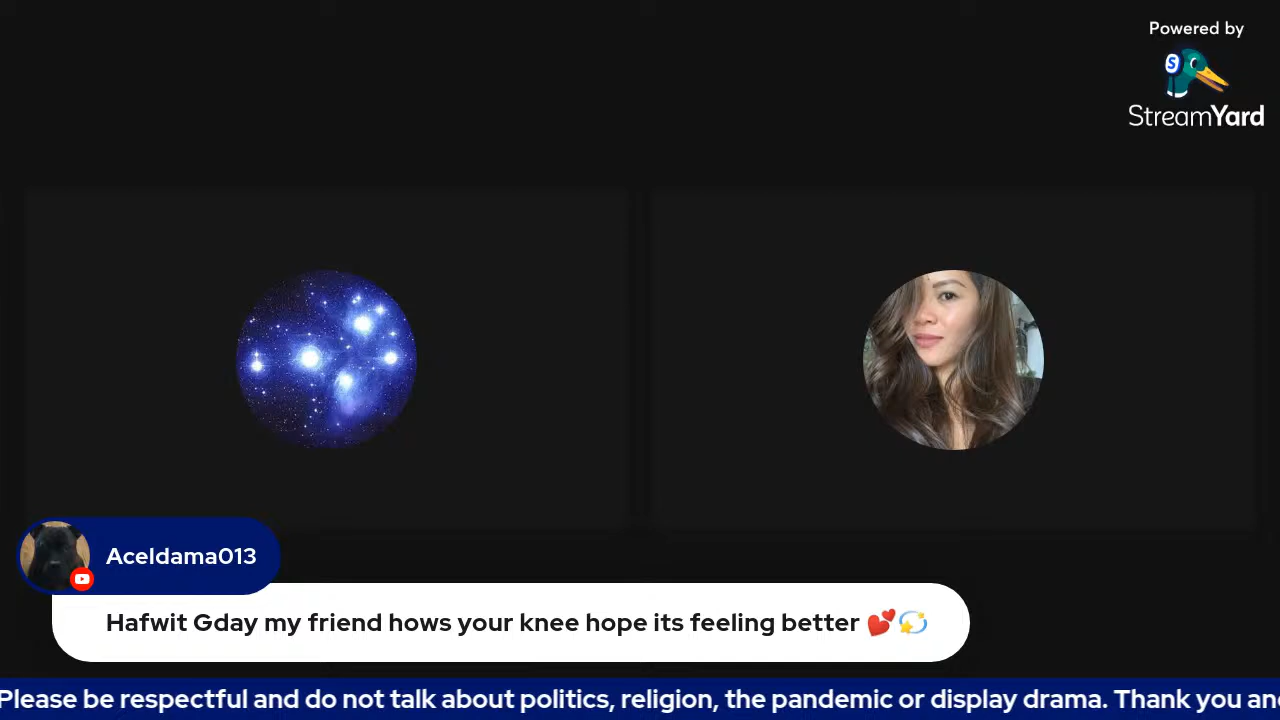 Powered by
S
StreamYard
Aceldama013
Hafwit Gday my friend hows your knee hope its feeling better 💕💫
Please be respectful and do not talk about politics, religion, the pandemic or display drama. Thank you and